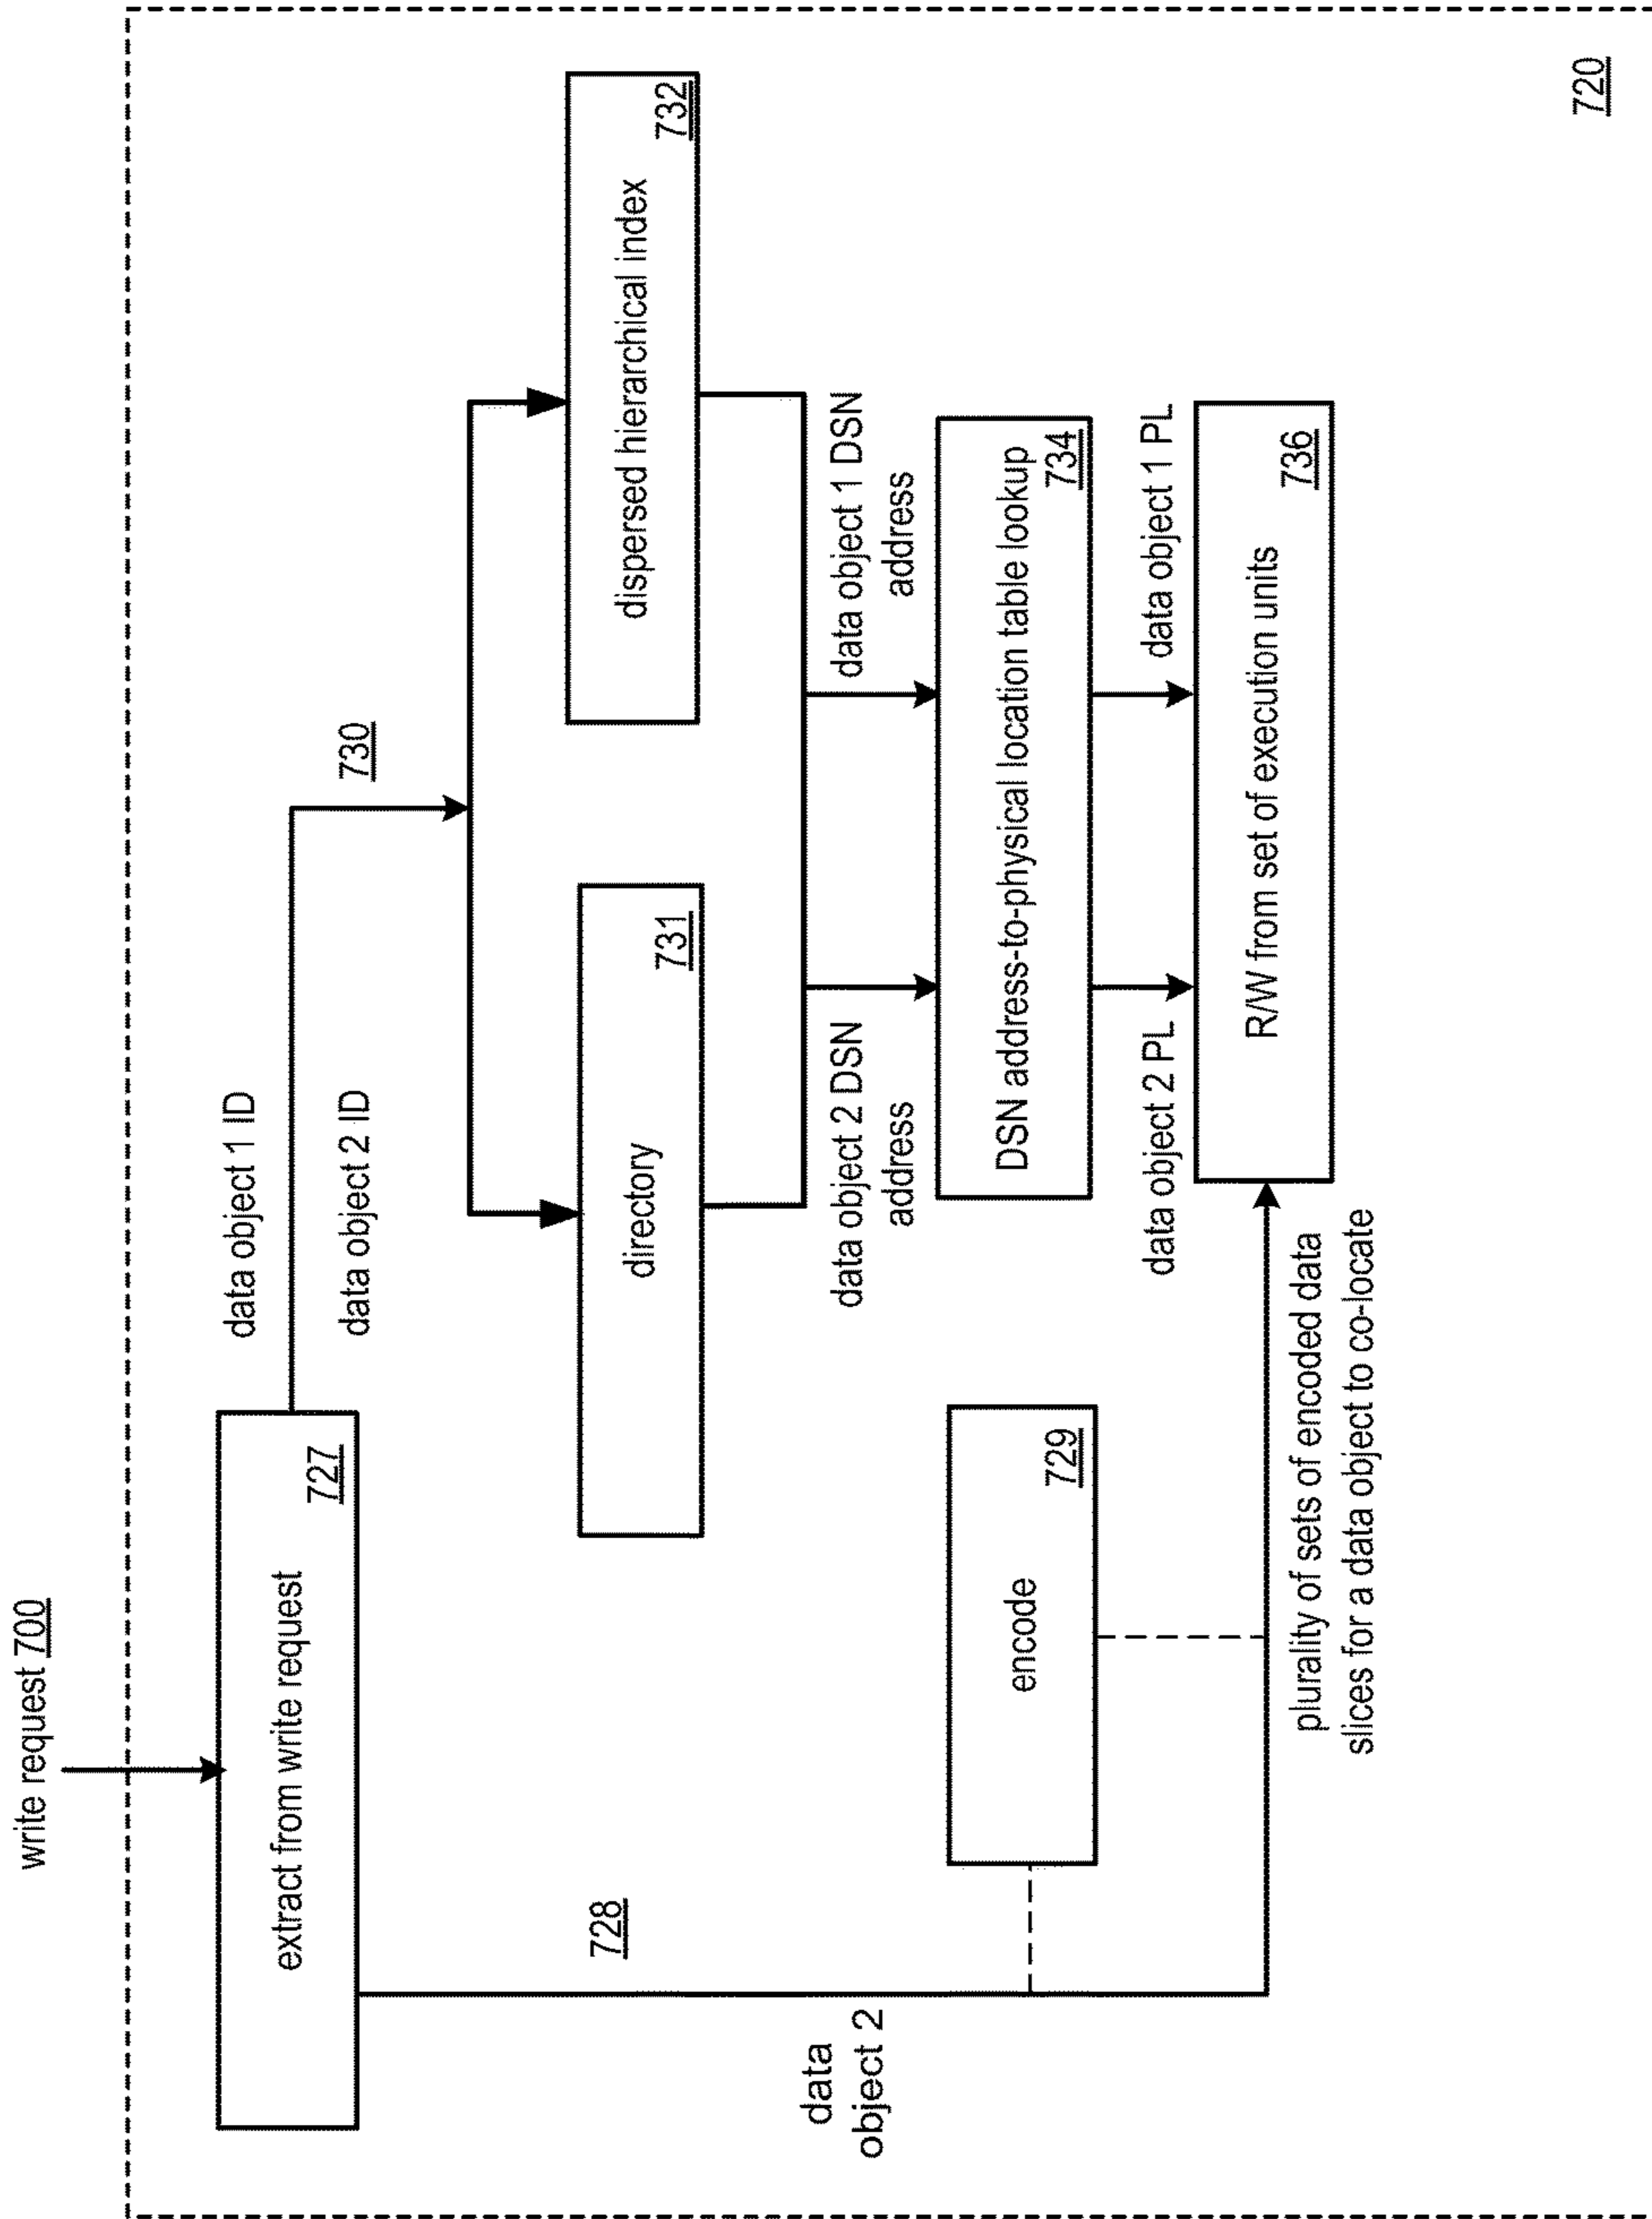 write request 700
extract from write request
727
data object 1 ID
data object 2 ID
730
728
data
object 2
directory
731
dispersed hierarchical index
732
encode
729
data object 2 DSN
address
data object 1 DSN
address
DSN address-to-physical location table lookup
734
data object 2 PL
data object 1 PL
R/W from set of execution units
736
plurality of sets of encoded data
slices for a data object to co-locate
720